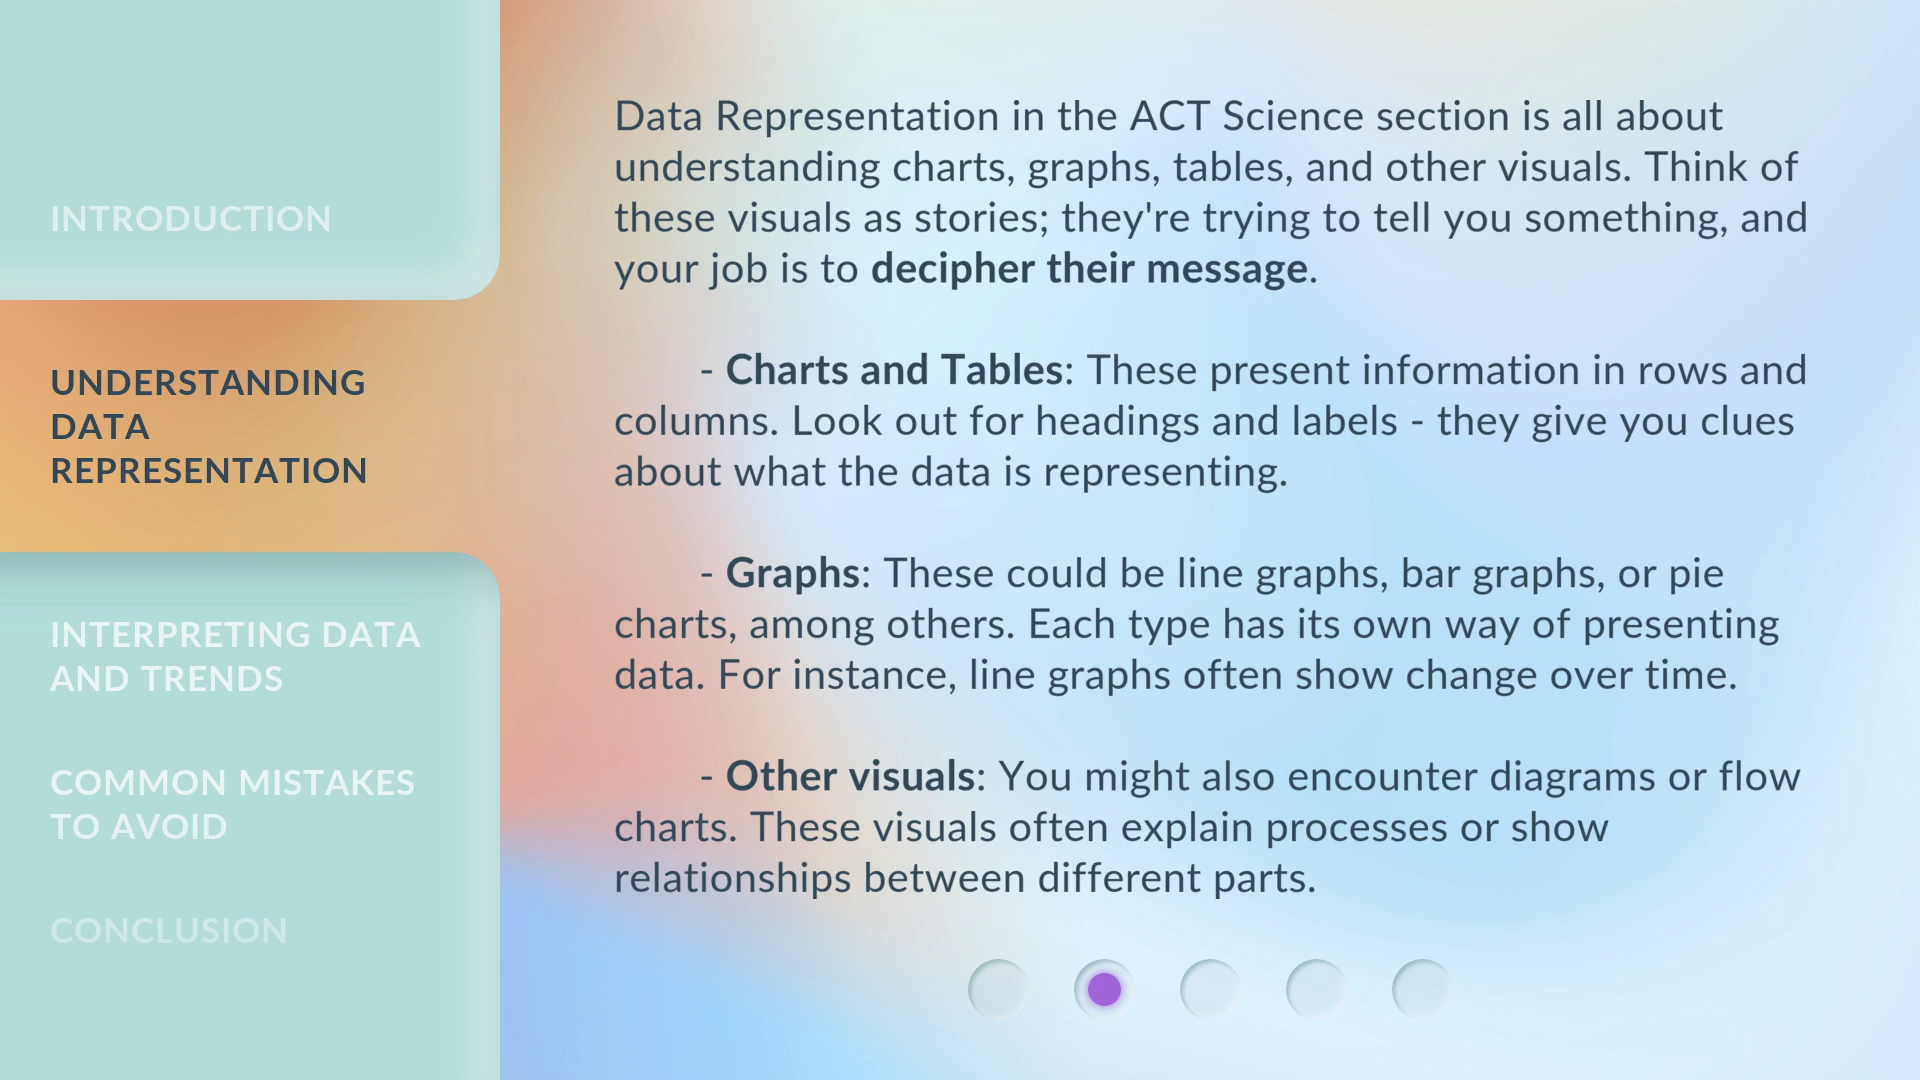 INTRODUCTION
UNDERSTANDING
DATA
REPRESENTATION
INTERPRETING DATA
AND TRENDS
COMMON MISTAKES
TO AVOID
CONCLUSION
Data Representation in the ACT Science section is all about
understanding charts, graphs, tables, and other visuals. Think of
these visuals as stories; they're trying to tell you something, and
your job is to decipher their message.
- Charts and Tables: These present information in rows and
columns. Look out for headings and labels - they give you clues
about what the data is representing.
- Graphs: These could be line graphs, bar graphs, or pie
charts, among others. Each type has its own way of presenting
data. For instance, line graphs often show change over time.
- Other visuals: You might also encounter diagrams or flow
charts. These visuals often explain processes or show
relationships between different parts.